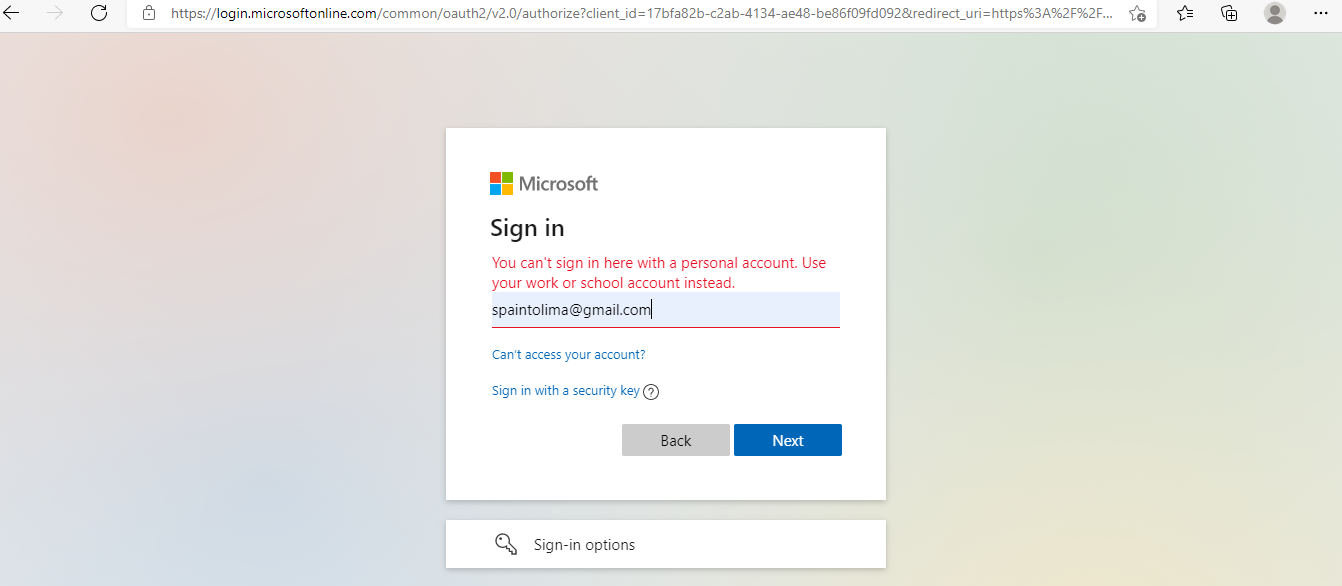 https://login.microsoftonline.com/common/oauth2/v2.0/authorize?client_id=17bfa82b-c2ab-4134-ae48-be86f09fd092&redirect_uri=https%3A%2F%2F...
Microsoft
Sign in
You can't sign in here with a personal account. Use
your work or school account instead.
spaintolima@gmail.com
Can't access your account?
Sign in with a security key ?
Back Next
Sign-in options